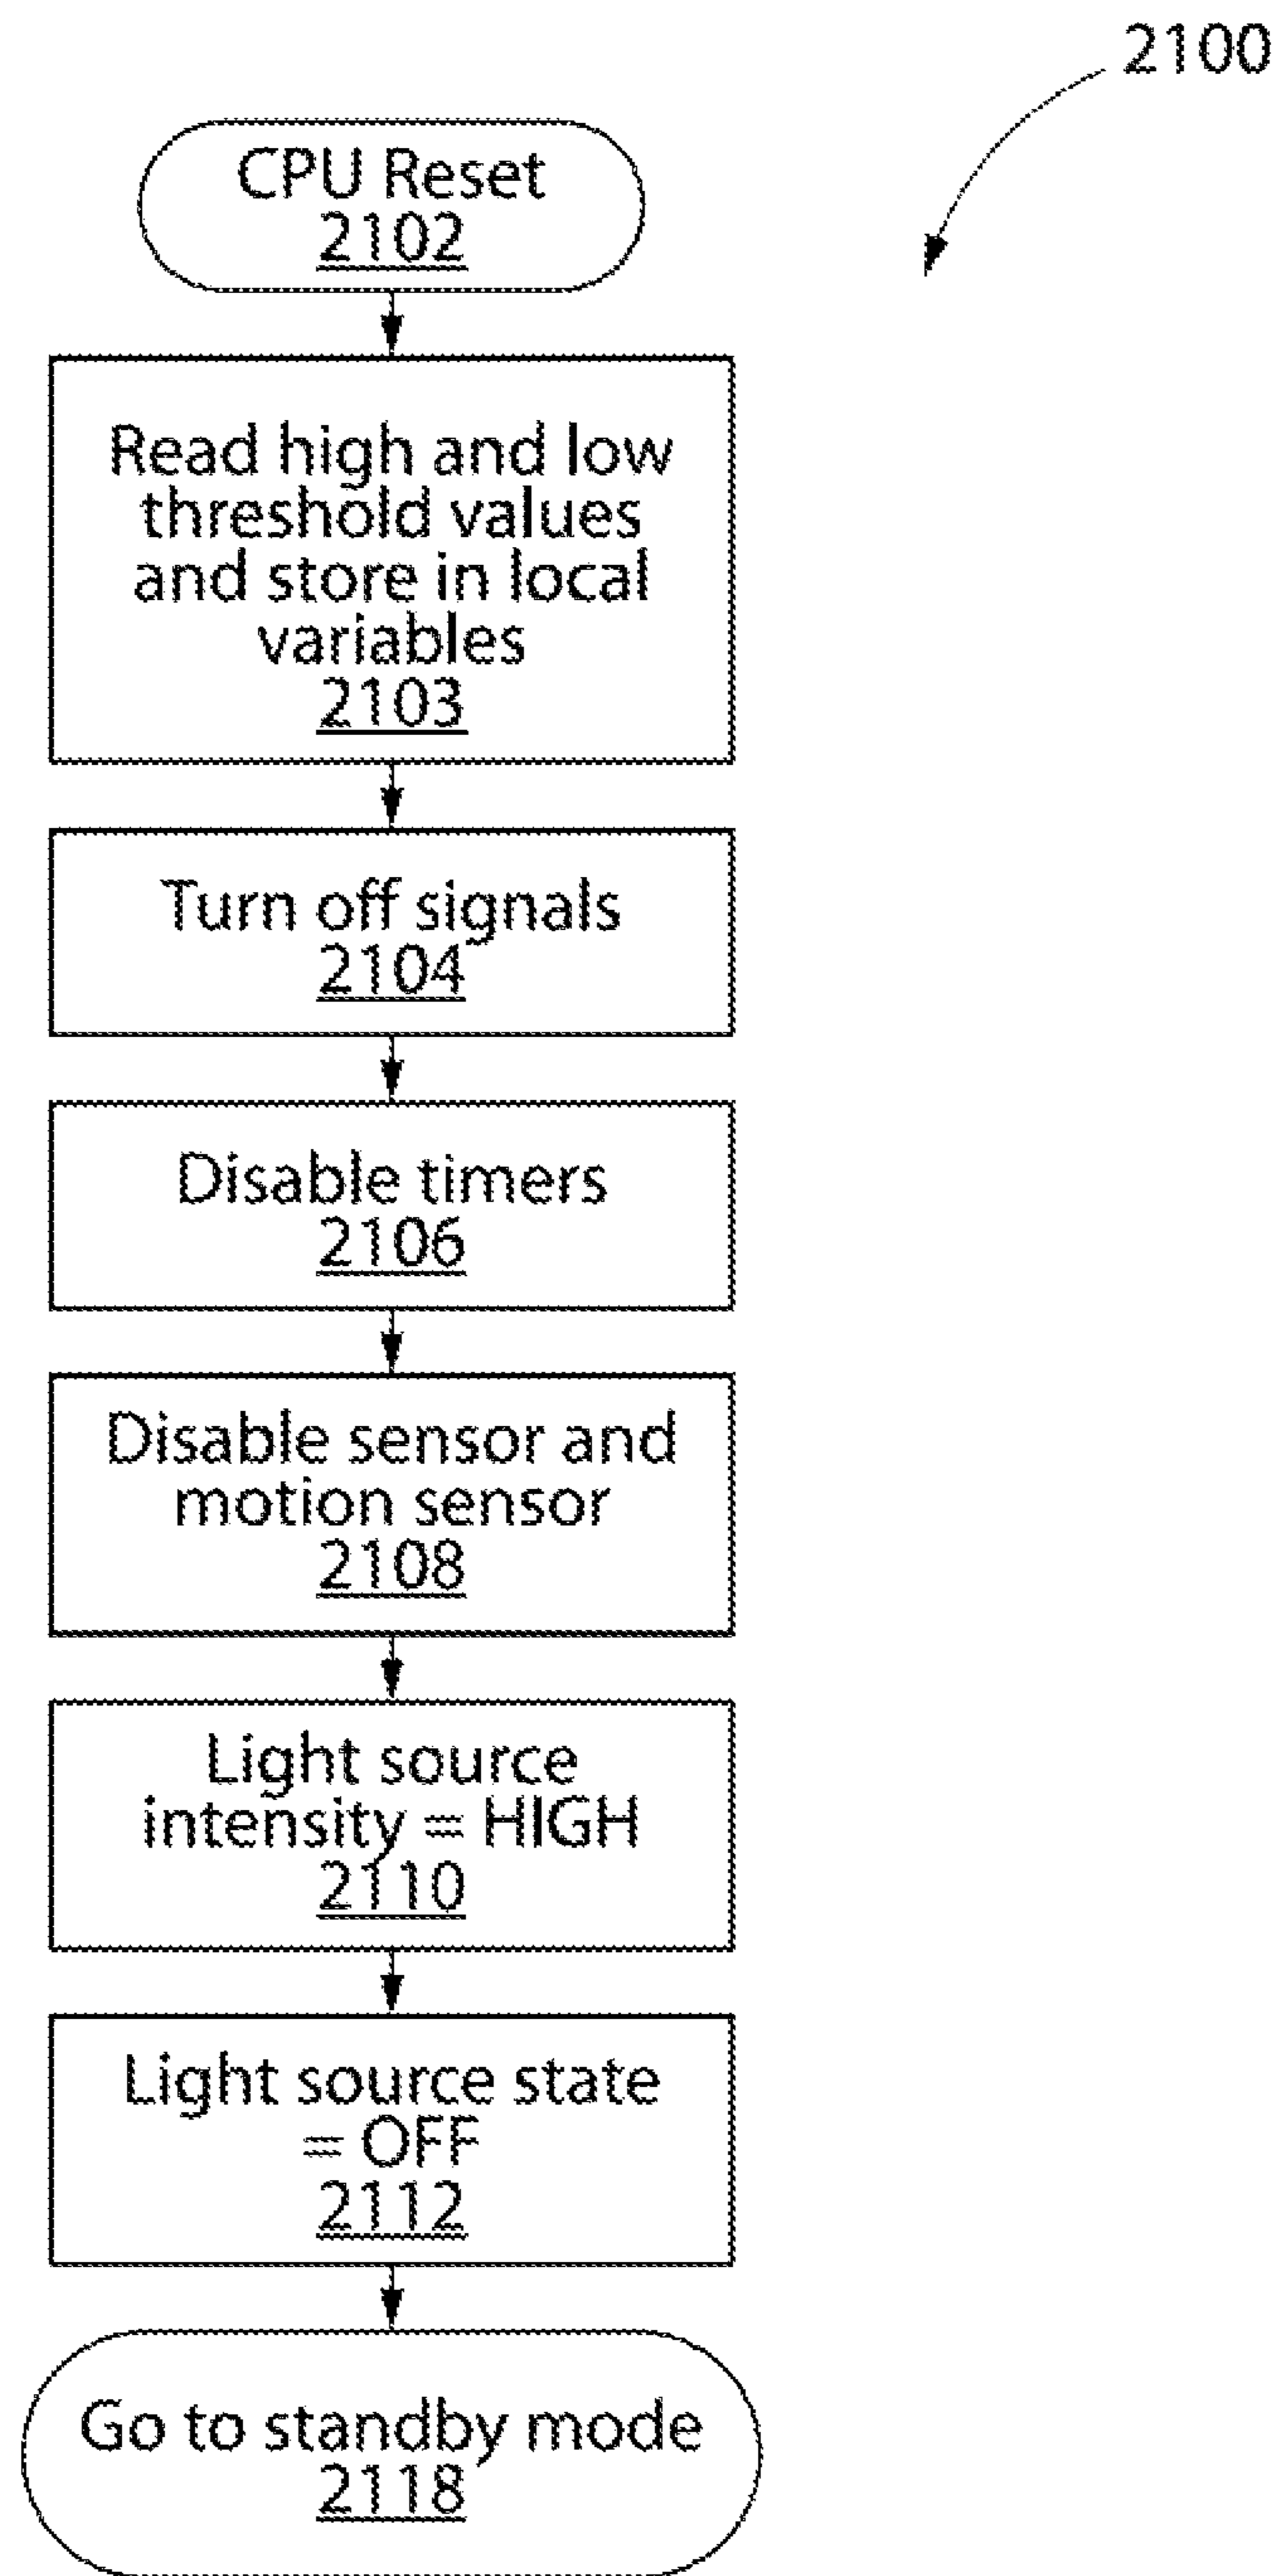 2100
CPU Reset
2102
Read high and low
threshold values
and store in local
variables
2103
Turn off signals
2104
Disable timers
2106
Disable sensor and
motion sensor
2108
Light source
intensity = HIGH
2110
Light source state
= OFF
2112
Go to standby mode
2118